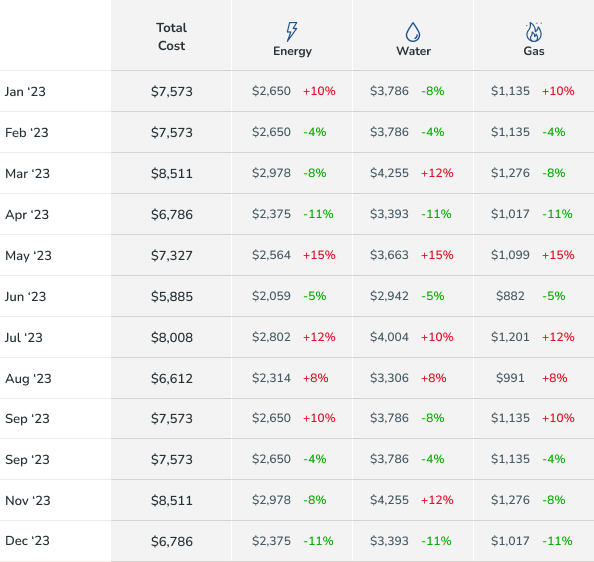 Total
Cost
Energy
Water
Gas
Jan ‘23 $7,573 $2,650 +10% $3,786 -8% $1,135 +10%
Feb ‘23 $7,573 $2,650 -4% $3,786 -4% $1,135 -4%
Mar ‘23 $8,511 $2,978 -8% $4,255 +12% $1,276 -8%
Apr ‘23 $6,786 $2,375 -11% $3,393 -11% $1,017 -11%
May ‘23 $7,327 $2,564 +15% $3,663 +15% $1,099 +15%
Jun ‘23 $5,885 $2,059 -5% $2,942 -5% $882 -5%
Jul ‘23 $8,008 $2,802 +12% $4,004 +10% $1,201 +12%
Aug ‘23 $6,612 $2,314 +8% $3,306 +8% $991 +8%
Sep ‘23 $7,573 $2,650 +10% $3,786 -8% $1,135 +10%
Sep ‘23 $7,573 $2,650 -4% $3,786 -4% $1,135 -4%
Nov ‘23 $8,511 $2,978 -8% $4,255 +12% $1,276 -8%
Dec ‘23 $6,786 $2,375 -11% $3,393 -11% $1,017 -11%